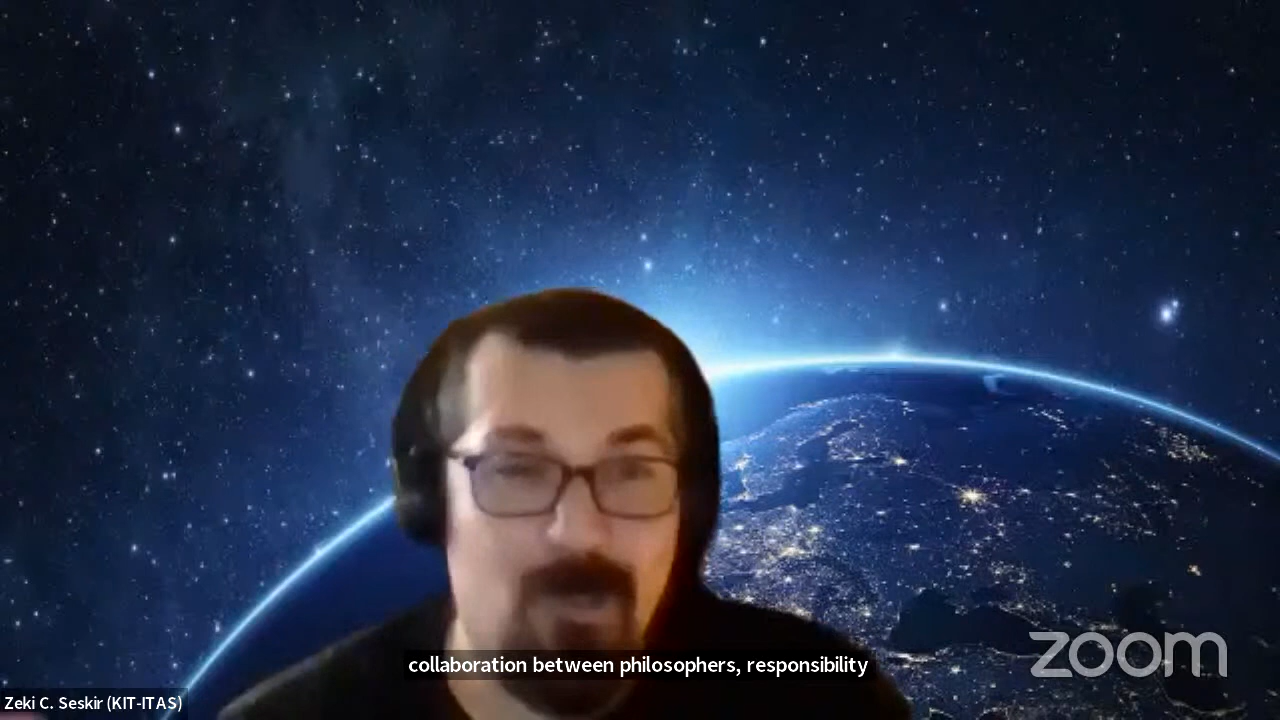 collaboration between philosophers, responsibility
zoom
Zeki C. Seskir (KIT-ITAS)